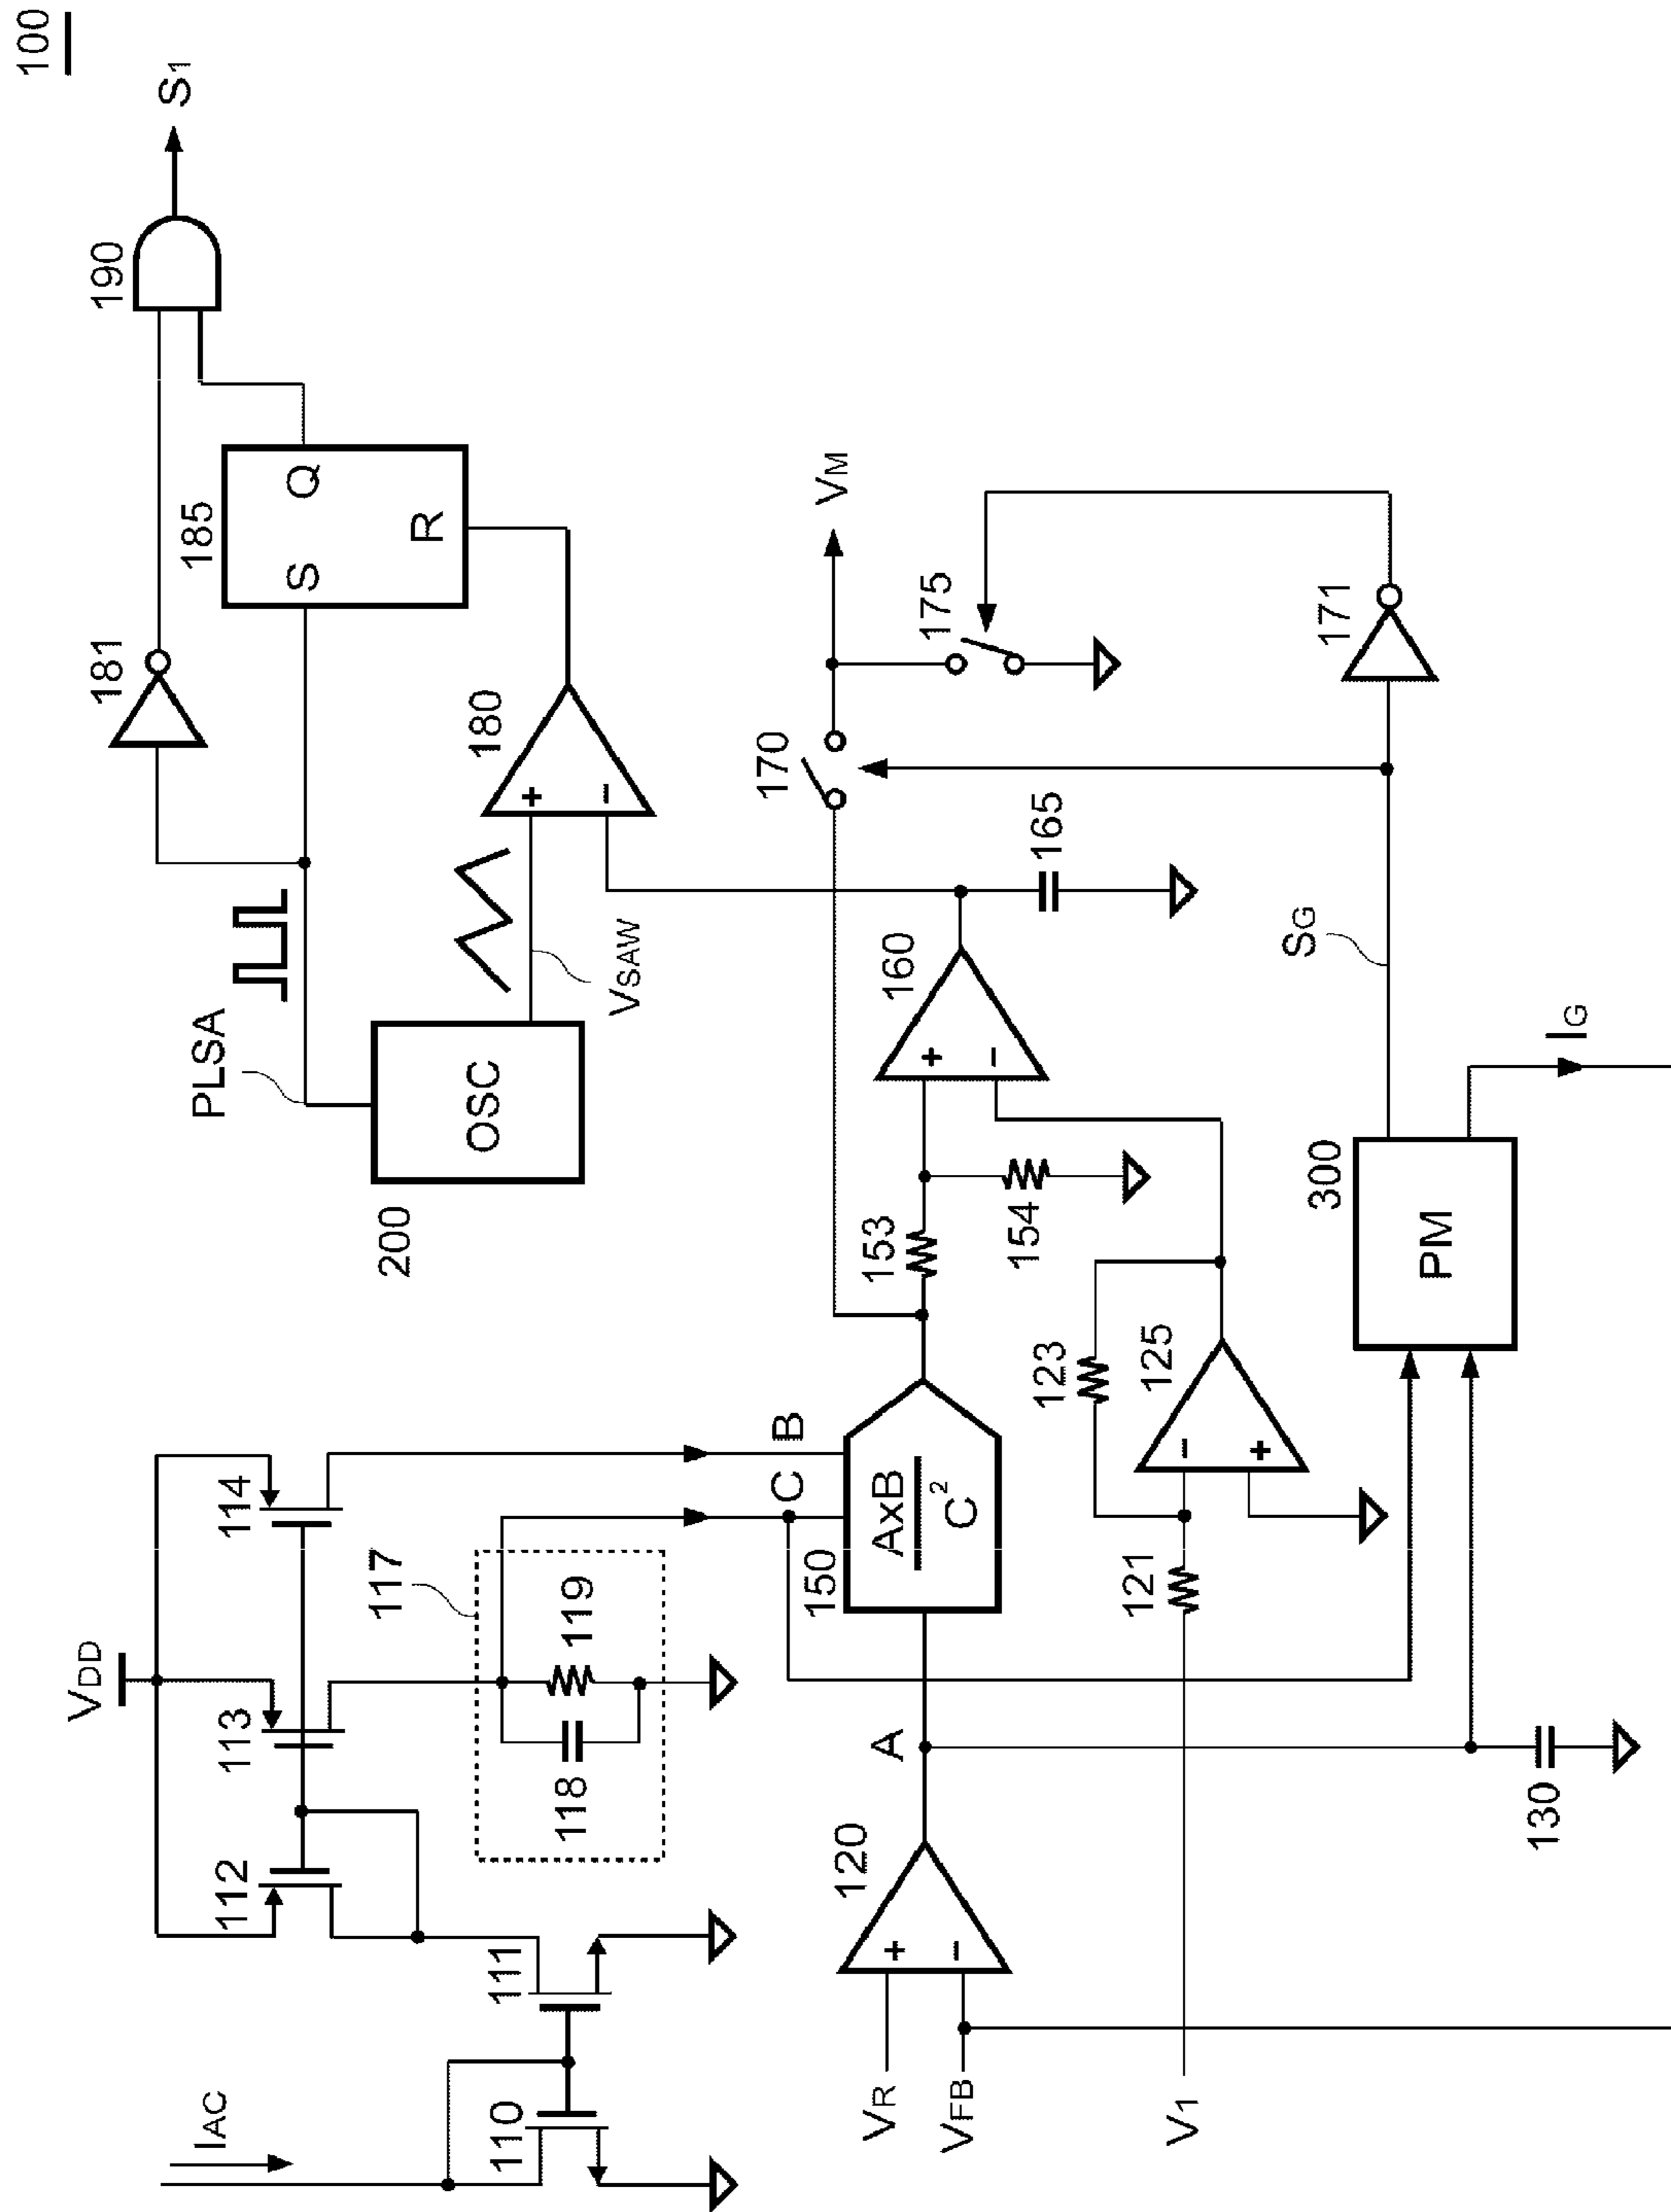 100
S1
190
181
185
S Q
R
PLSA
OSC
200
VSAW
180
+
−
VDD
112
113
114
117
118
119
IAC
110
111
B
C
150
AxB
C²
A
120
+
−
VR
VFB
V1
121
123
125
−
+
153
154
160
+
−
165
170
175
VM
171
SG
300
PM
IG
130